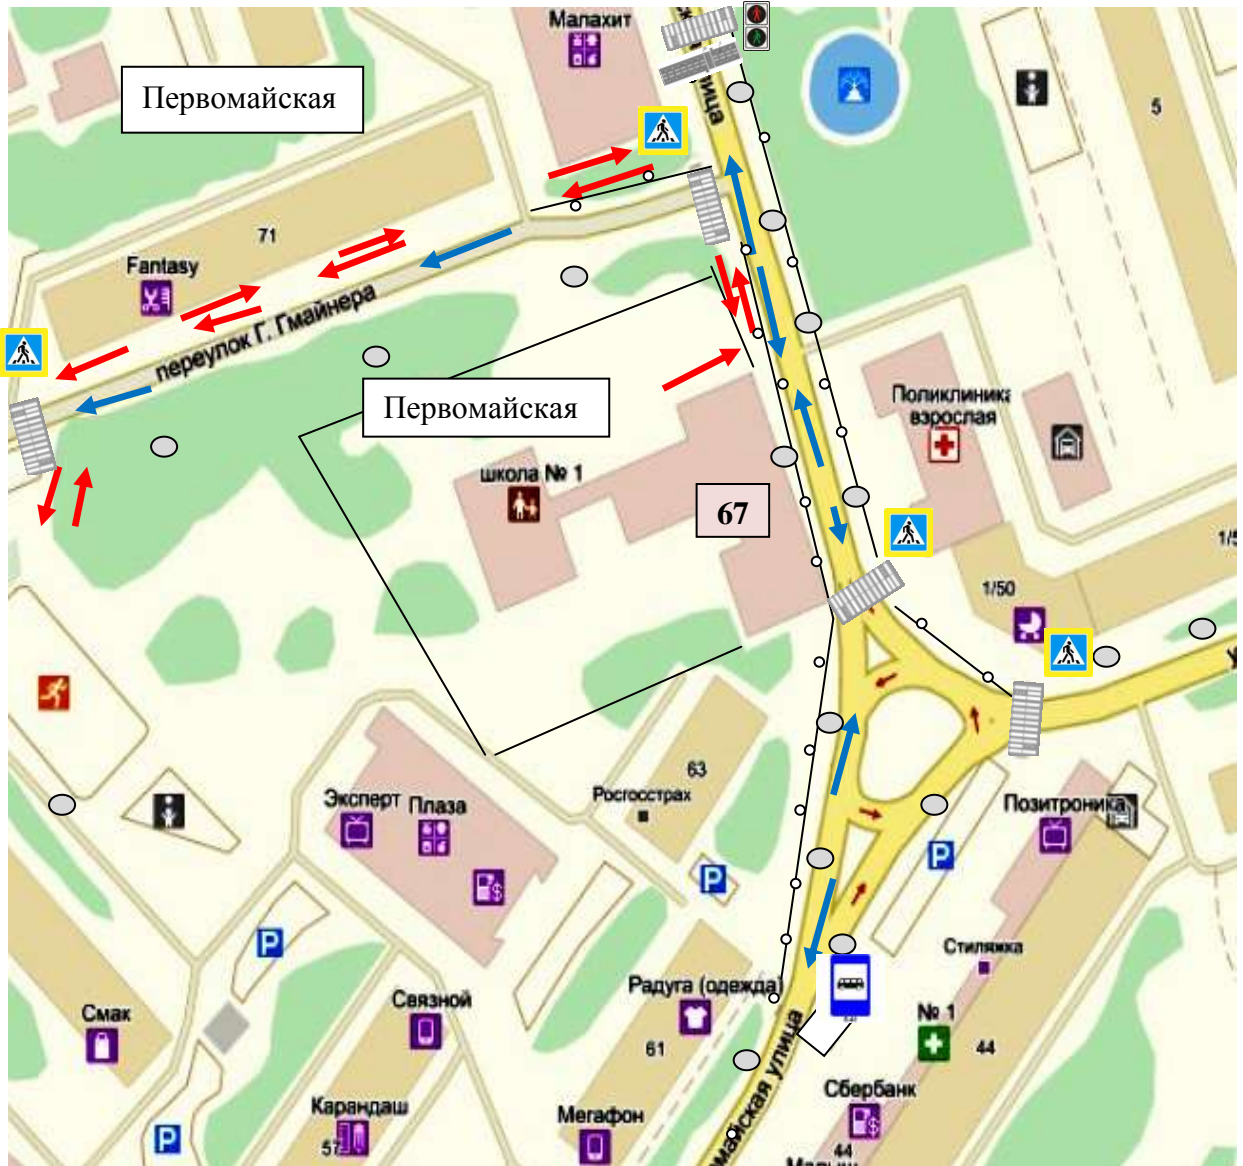 Малахит
ская улица
Первомайская
5
71
Fantasy
переулок Г. Гмайнера
Поликлиника
взрослая
Первомайская
школа № 1
67
1/5
1/50
У
63
Росгосстрах
Эксперт
Плаза
Позитроника
P
P
P
Стиляжка
Радуга (одежда)
Связной
Смак
№ 1
61
44
майская улица
Сбербанк
Карандаш
Мегафон
57
P
44